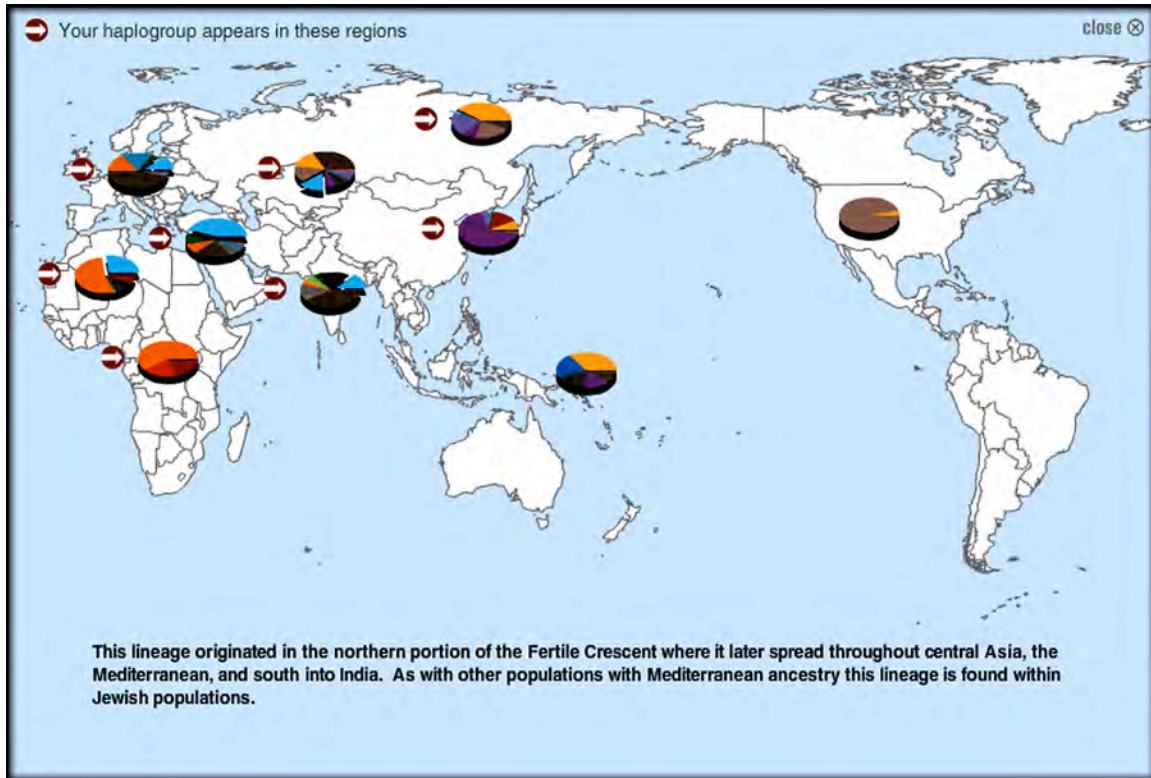 Your haplogroup appears in these regions
close
This lineage originated in the northern portion of the Fertile Crescent where it later spread throughout central Asia, the
Mediterranean, and south into India. As with other populations with Mediterranean ancestry this lineage is found within
Jewish populations.